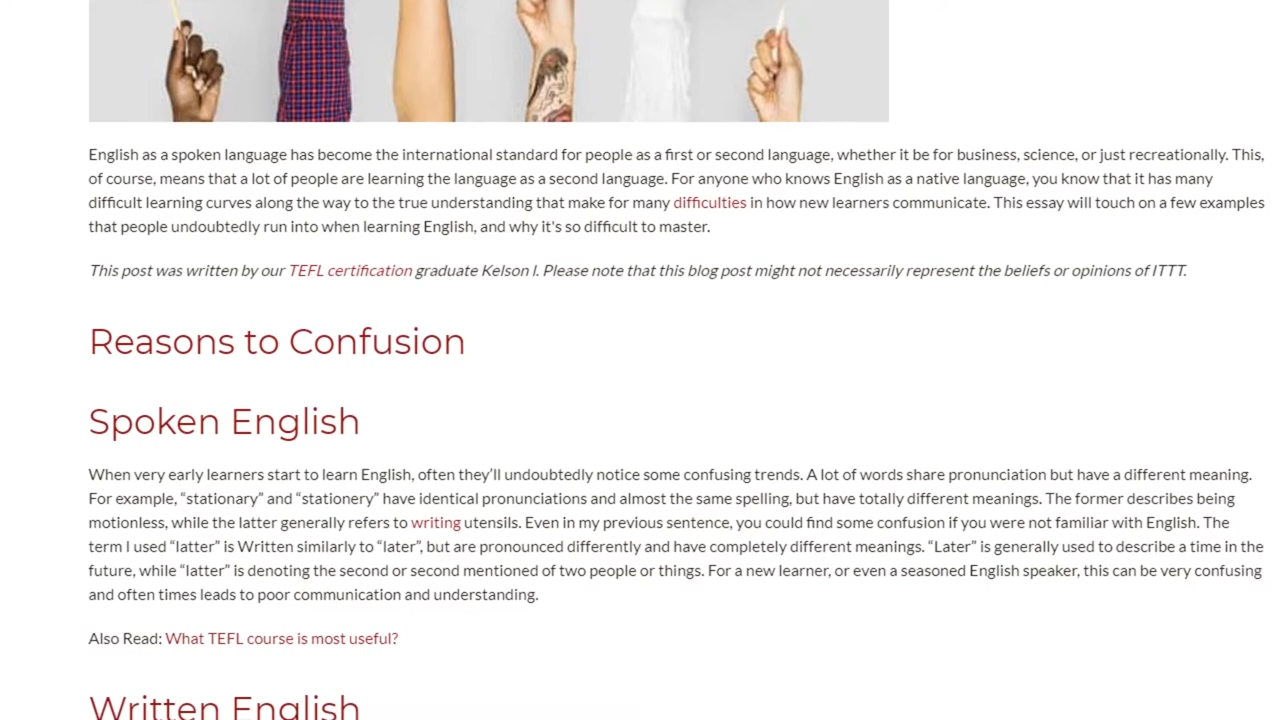 English as a spoken language has become the international standard for people as a first or second language, whether it be for business, science, or just recreationally. This,
of course, means that a lot of people are learning the language as a second language. For anyone who knows English as a native language, you know that it has many
difficult learning curves along the way to the true understanding that make for many difficulties in how new learners communicate. This essay will touch on a few examples
that people undoubtedly run into when learning English, and why it's so difficult to master.
This post was written by our TEFL certification graduate Kelson I. Please note that this blog post might not necessarily represent the beliefs or opinions of ITTT.
Reasons to Confusion
Spoken English
When very early learners start to learn English, often they’ll undoubtedly notice some confusing trends. A lot of words share pronunciation but have a different meaning.
For example, “stationary” and “stationery” have identical pronunciations and almost the same spelling, but have totally different meanings. The former describes being
motionless, while the latter generally refers to writing utensils. Even in my previous sentence, you could find some confusion if you were not familiar with English. The
term I used “latter” is Written similarly to “later”, but are pronounced differently and have completely different meanings. “Later” is generally used to describe a time in the
future, while “latter” is denoting the second or second mentioned of two people or things. For a new learner, or even a seasoned English speaker, this can be very confusing
and often times leads to poor communication and understanding.
Also Read: What TEFL course is most useful?
Written English